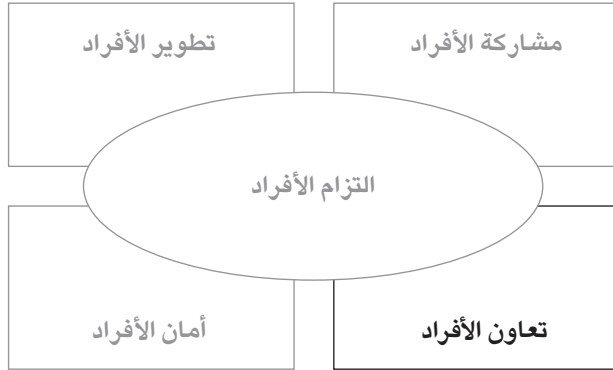 مشاركة الأفراد
تطوير الأفراد
التزام الأفراد
تعاون الأفراد
أمان الأفراد